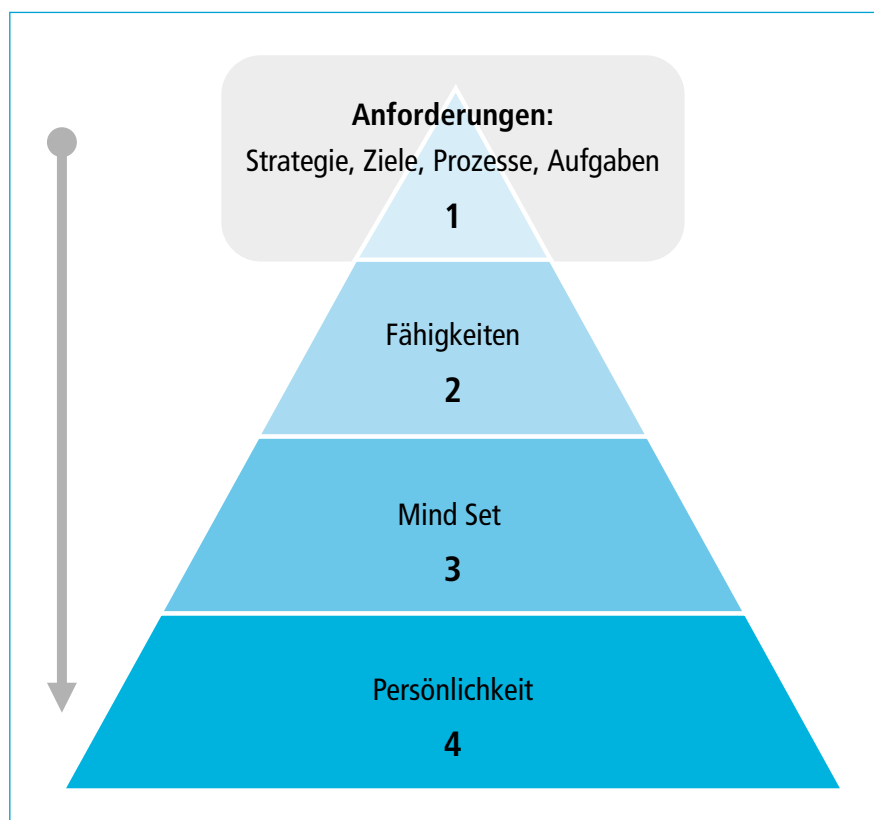 Anforderungen:
Strategie, Ziele, Prozesse, Aufgaben
1
Fähigkeiten
2
Mind Set
3
Persönlichkeit
4